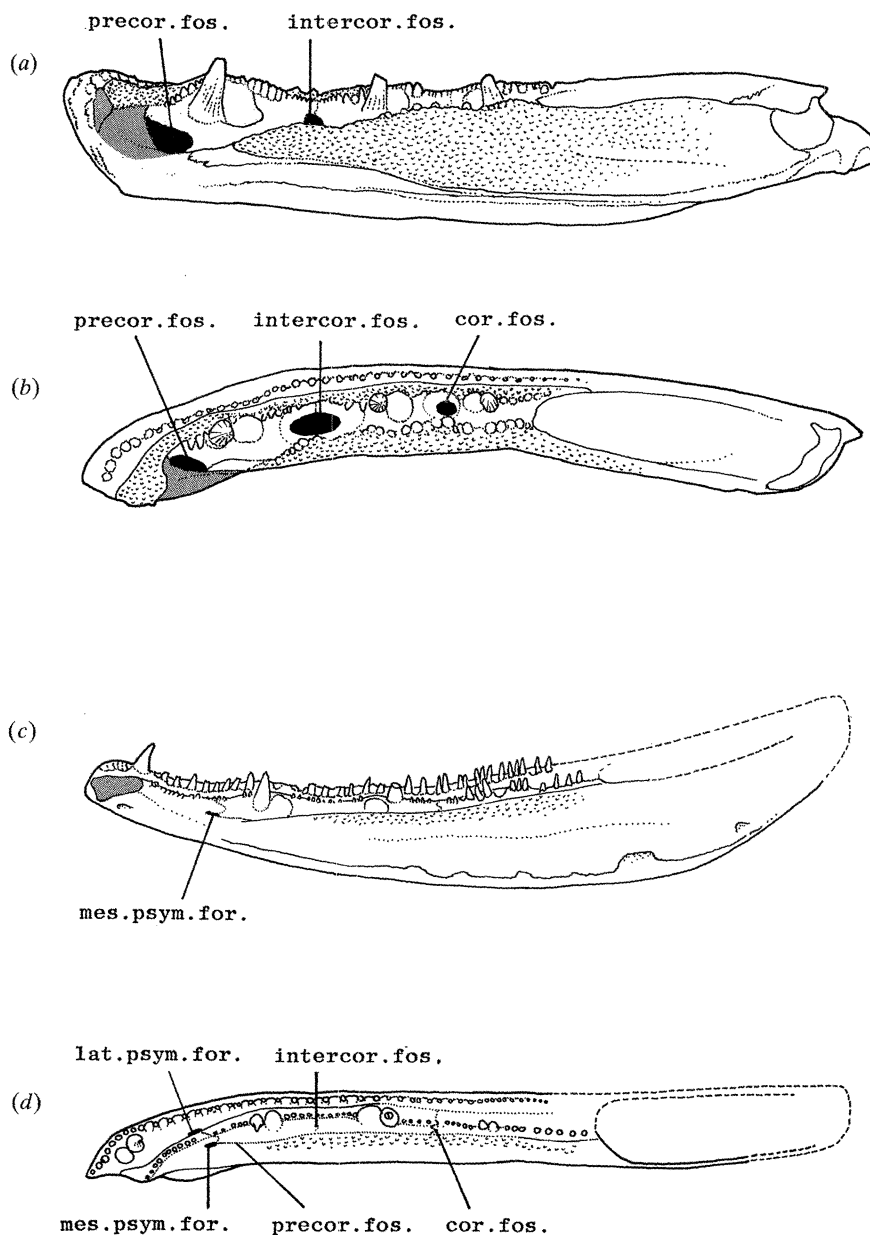 precor.fos. intercor.fos.
(a)
precor.fos. intercor.fos. cor.fos.
(b)
(c)
mes.psym.for.
lat.psym.for. intercor.fos.
(d)
mes.psym.for. precor.fos. cor.fos.